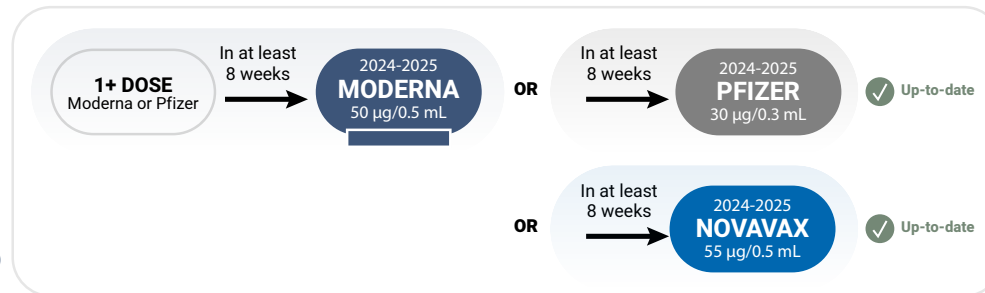 1+ DOSE
Moderna or Pfizer
In at least
8 weeks
2024-2025
MODERNA
50 µg/0.5 mL
OR
In at least
8 weeks
2024-2025
PFIZER
30 µg/0.3 mL
Up-to-date
OR
In at least
8 weeks
2024-2025
NOVAVAX
55 µg/0.5 mL
Up-to-date